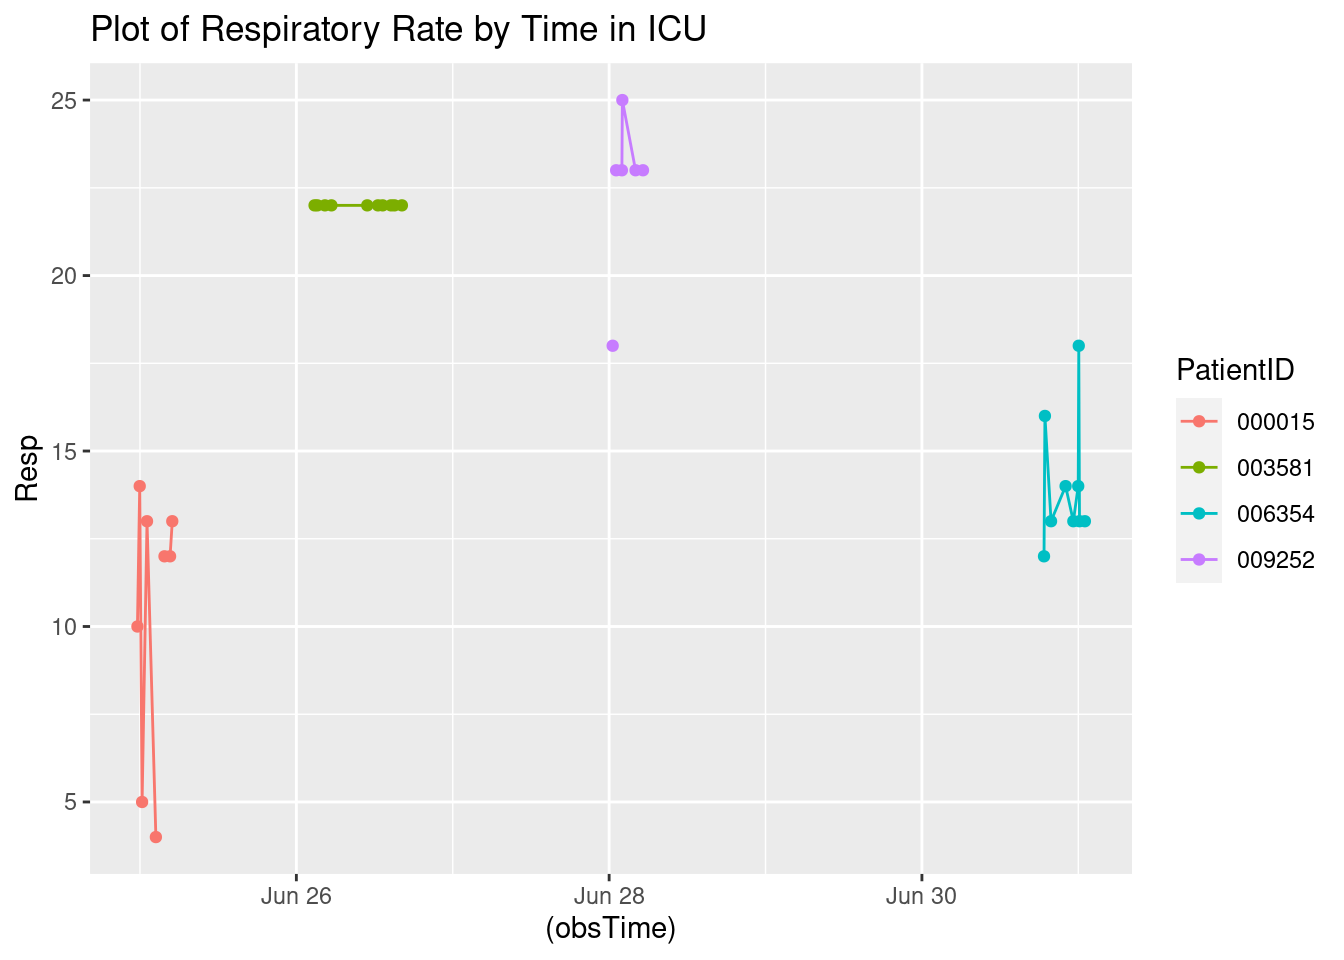 Plot of Respiratory Rate by Time in ICU
25
20
15
10
5
Resp
Jun 26
Jun 28
Jun 30
(obsTime)
PatientID
000015
003581
006354
009252